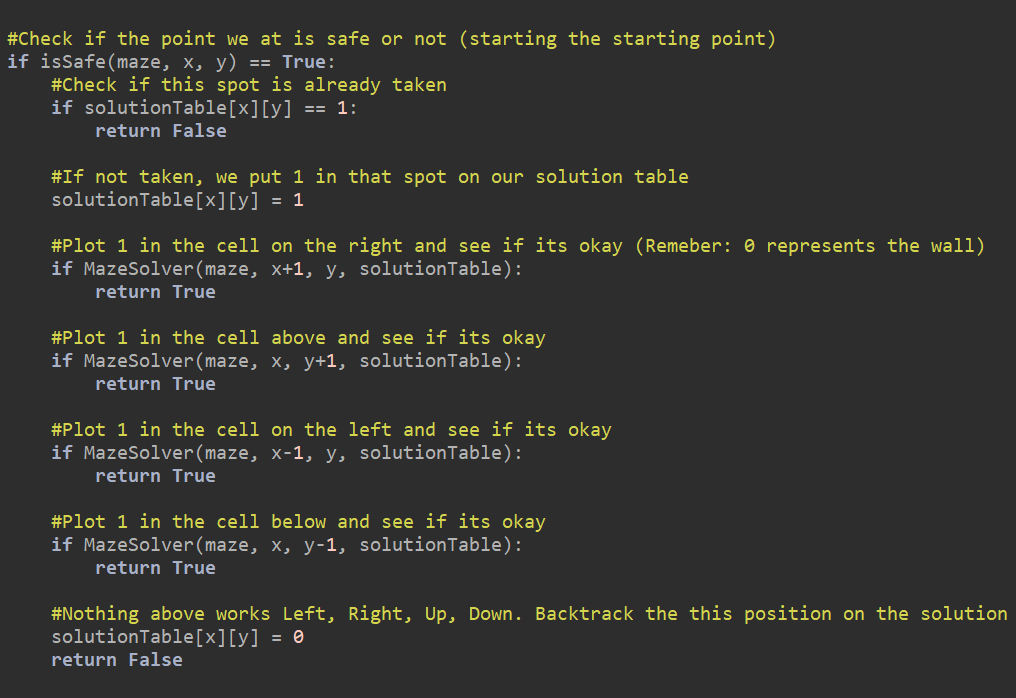 #Check if the point we at is safe or not (starting the starting point)
if isSafe(maze, x, y) == True:
    #Check if this spot is already taken
    if solutionTable[x][y] == 1:
        return False
    #If not taken, we put 1 in that spot on our solution table
    solutionTable[x][y] = 1
    #Plot 1 in the cell on the right and see if its okay (Remeber: 0 represents the wall)
    if MazeSolver(maze, x+1, y, solutionTable):
        return True
    #Plot 1 in the cell above and see if its okay
    if MazeSolver(maze, x, y+1, solutionTable):
        return True
    #Plot 1 in the cell on the left and see if its okay
    if MazeSolver(maze, x-1, y, solutionTable):
        return True
    #Plot 1 in the cell below and see if its okay
    if MazeSolver(maze, x, y-1, solutionTable):
        return True
    #Nothing above works Left, Right, Up, Down. Backtrack the this position on the solution
    solutionTable[x][y] = 0
    return False